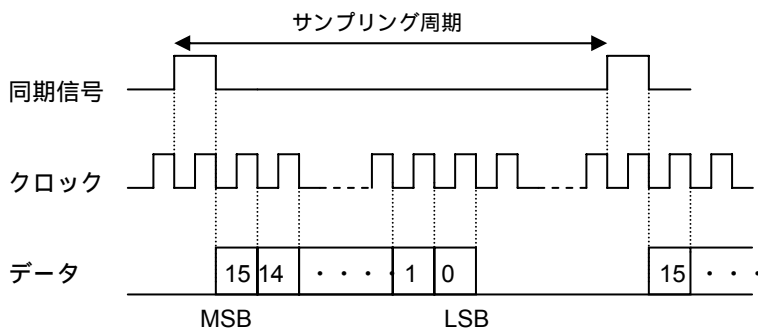 サンプリング周期
同期信号
クロック
データ
15 14 ・・・・ 1 0 15 ・・・
MSB LSB